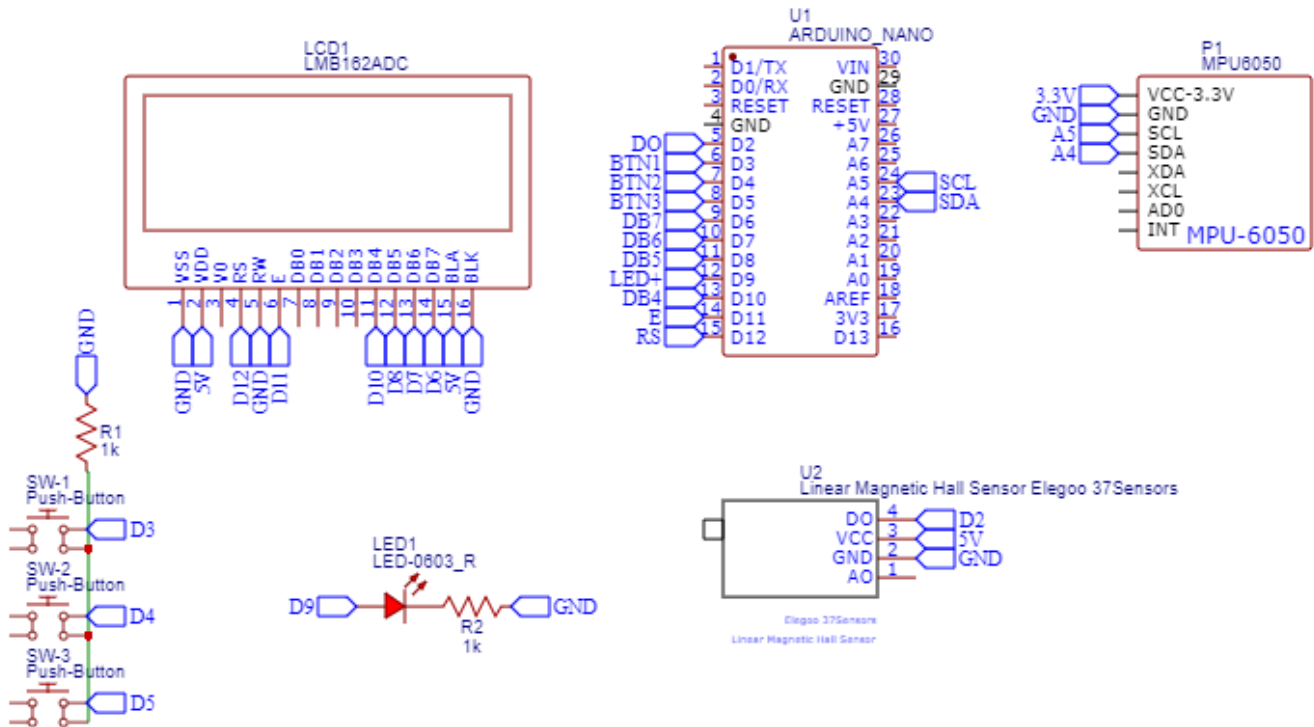 LCD1
LMB162ADC
VSS
VDD
V0
RS
RW
E
DB0
DB1
DB2
DB3
DB4
DB5
DB6
DB7
BLA
BLK
1
2
3
4
5
6
7
8
9
10
11
12
13
14
15
16
GND
5V
D12
GND
D11
D10
D8
D7
D6
5V
GND
U1
ARDUINO_NANO
DO 5 D2
BTN1 6 D3
BTN2 7 D4
BTN3 8 D5
DB7 9 D6
DB6 10 D7
DB5 11 D8
LED+ 12 D9
DB4 13 D10
E 14 D11
RS 15 D12
1 D1/TX
2 D0/RX
3 RESET
4 GND
VIN 30
GND 29
RESET 28
+5V 27
A7 26
A6 25
A5 24 SCL
A4 23 SDA
A3 22
A2 21
A1 20
A0 19
AREF 18
3V3 17
D13 16
P1
MPU6050
3.3V VCC-3.3V
GND GND
A5 SCL
A4 SDA
XDA
XCL
AD0
INT MPU-6050
GND
R1
1k
SW-1
Push-Button
D3
SW-2
Push-Button
D4
SW-3
Push-Button
D5
LED1
LED-0603_R
D9
GND
R2
1k
U2
Linear Magnetic Hall Sensor Elegoo 37Sensors
DO 4 D2
VCC 3 5V
GND 2 GND
AO 1
Elegoo 37Sensors
Linear Magnetic Hall Sensor